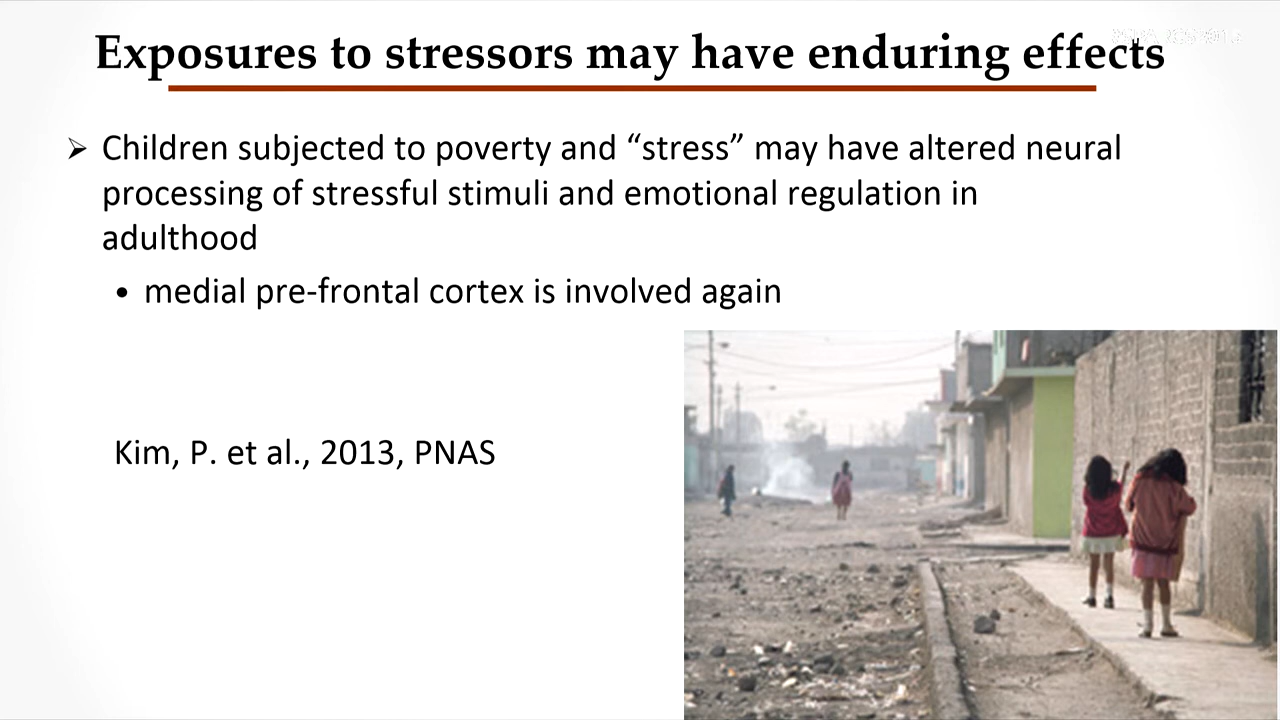 Exposures to stressors may have enduring effects
➢ Children subjected to poverty and “stress” may have altered neural
processing of stressful stimuli and emotional regulation in
adulthood
• medial pre-frontal cortex is involved again
Kim, P. et al., 2013, PNAS